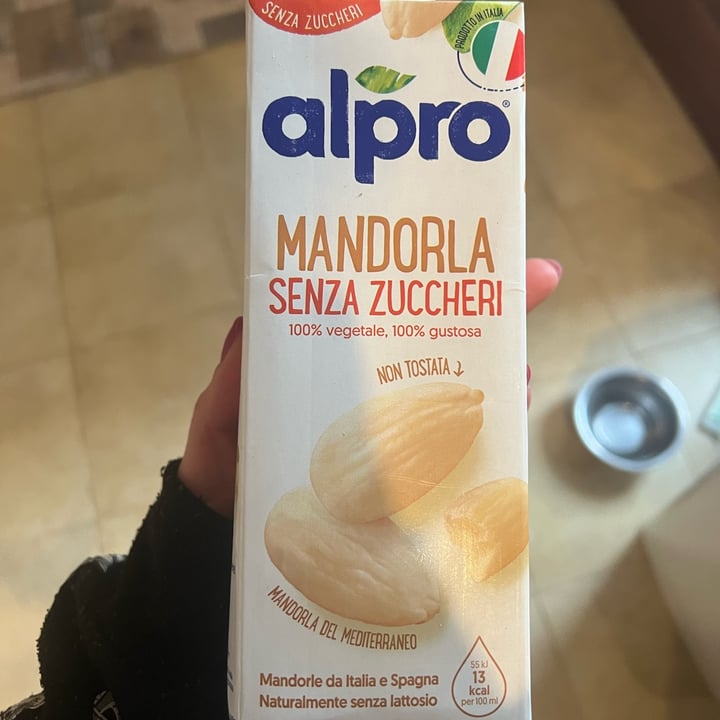 SENZA ZUCCHERI
PRODOTTO IN ITALIA
alpro®
MANDORLA
SENZA ZUCCHERI
100% vegetale, 100% gustosa
NON TOSTATA
MANDORLA DEL MEDITERRANEO
Mandorle da Italia e Spagna
Naturalmente senza lattosio
55 kJ
13
kcal
per 100 ml